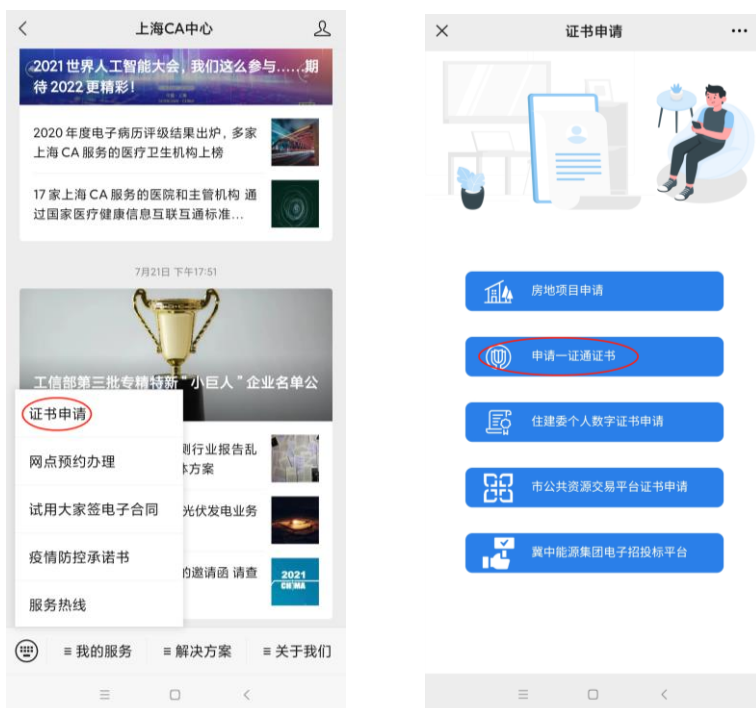 上海CA中心
2021世界人工智能大会，我们这么参与……期
待2022更精彩！
2020年度电子病历评级结果出炉，多家
上海CA服务的医疗卫生机构上榜
17家上海CA服务的医院和主管机构 通
过国家医疗健康信息互联互通标准...
7月21日 下午17:51
工信部第三批专精特新“小巨人”企业名单公
证书申请
网点预约办理
试用大家签电子合同
疫情防控承诺书
服务热线
测行业报告乱
体方案
光伏发电业务
的邀请函 请查
2021
CHIMA
我的服务
解决方案
关于我们
证书申请
房地项目申请
申请一证通证书
住建委个人数字证书申请
市公共资源交易平台证书申请
冀中能源集团电子招投标平台